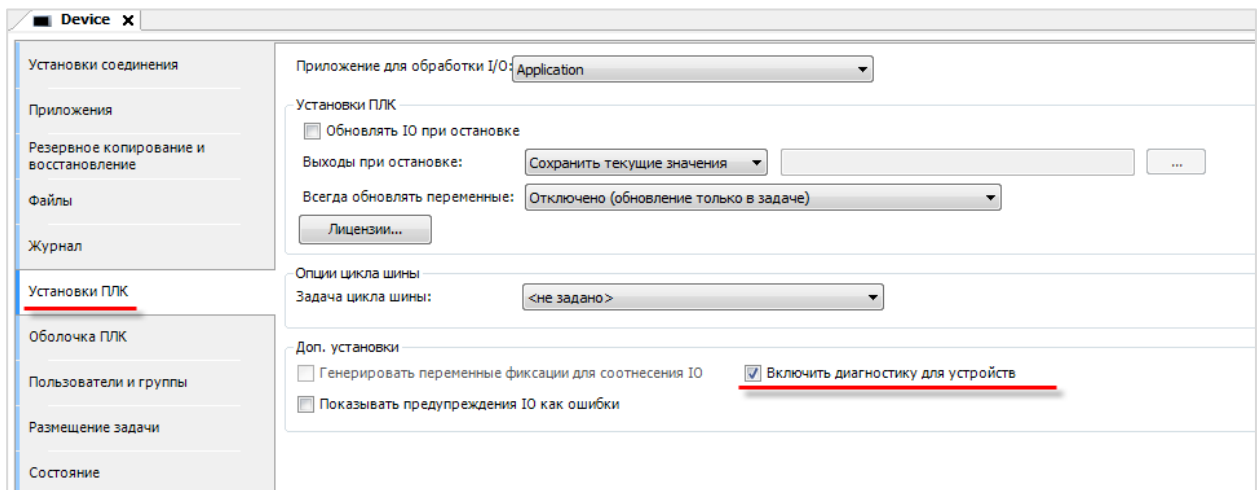 Device X
Установки соединения
Приложения
Резервное копирование и
восстановление
Файлы
Журнал
Установки ПЛК
Оболочка ПЛК
Пользователи и группы
Размещение задачи
Состояние
Приложение для обработки I/O: Application
Установки ПЛК
Обновлять IO при остановке
Выходы при остановке: Сохранить текущие значения ...
Всегда обновлять переменные: Отключено (обновление только в задаче)
Лицензии...
Опции цикла шины
Задача цикла шины: <не задано>
Доп. установки
Генерировать переменные фиксации для соотнесения IO Включить диагностику для устройств
Показывать предупреждения IO как ошибки